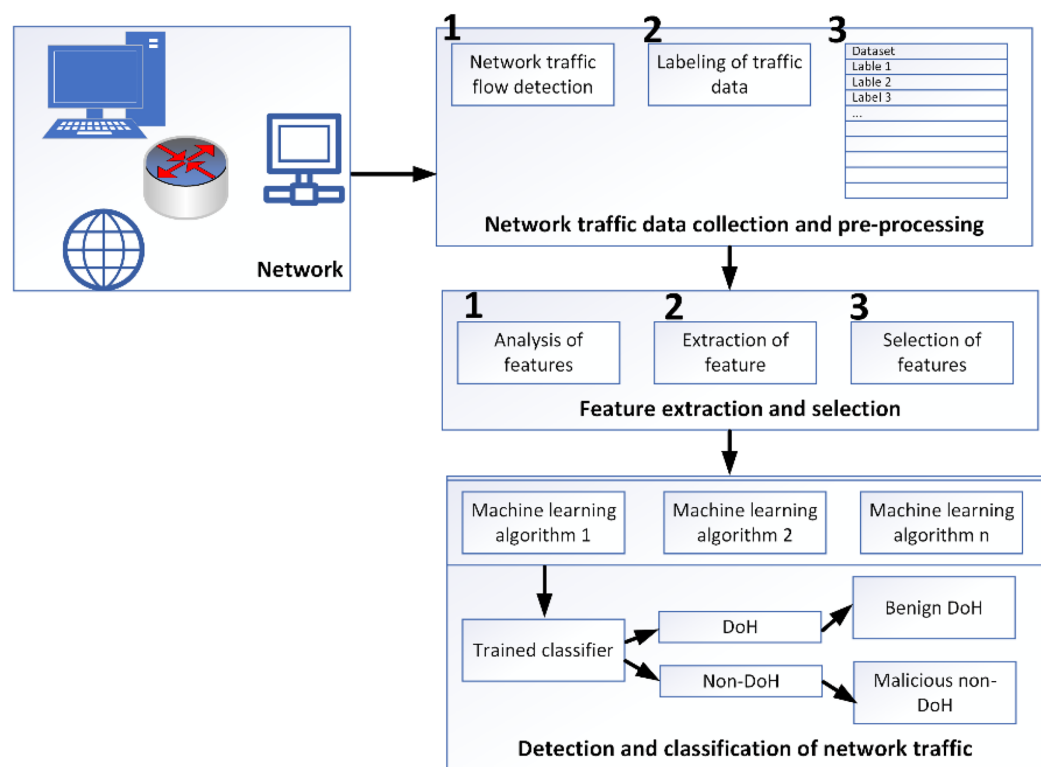 Network
1
Network traffic
flow detection
2
Labeling of traffic
data
3
Dataset
Lable 1
Lable 2
Label 3
...
Network traffic data collection and pre-processing
1
Analysis of
features
2
Extraction of
feature
3
Selection of
features
Feature extraction and selection
Machine learning
algorithm 1
Machine learning
algorithm 2
Machine learning
algorithm n
Trained classifier
DoH
Non-DoH
Benign DoH
Malicious non-
DoH
Detection and classification of network traffic